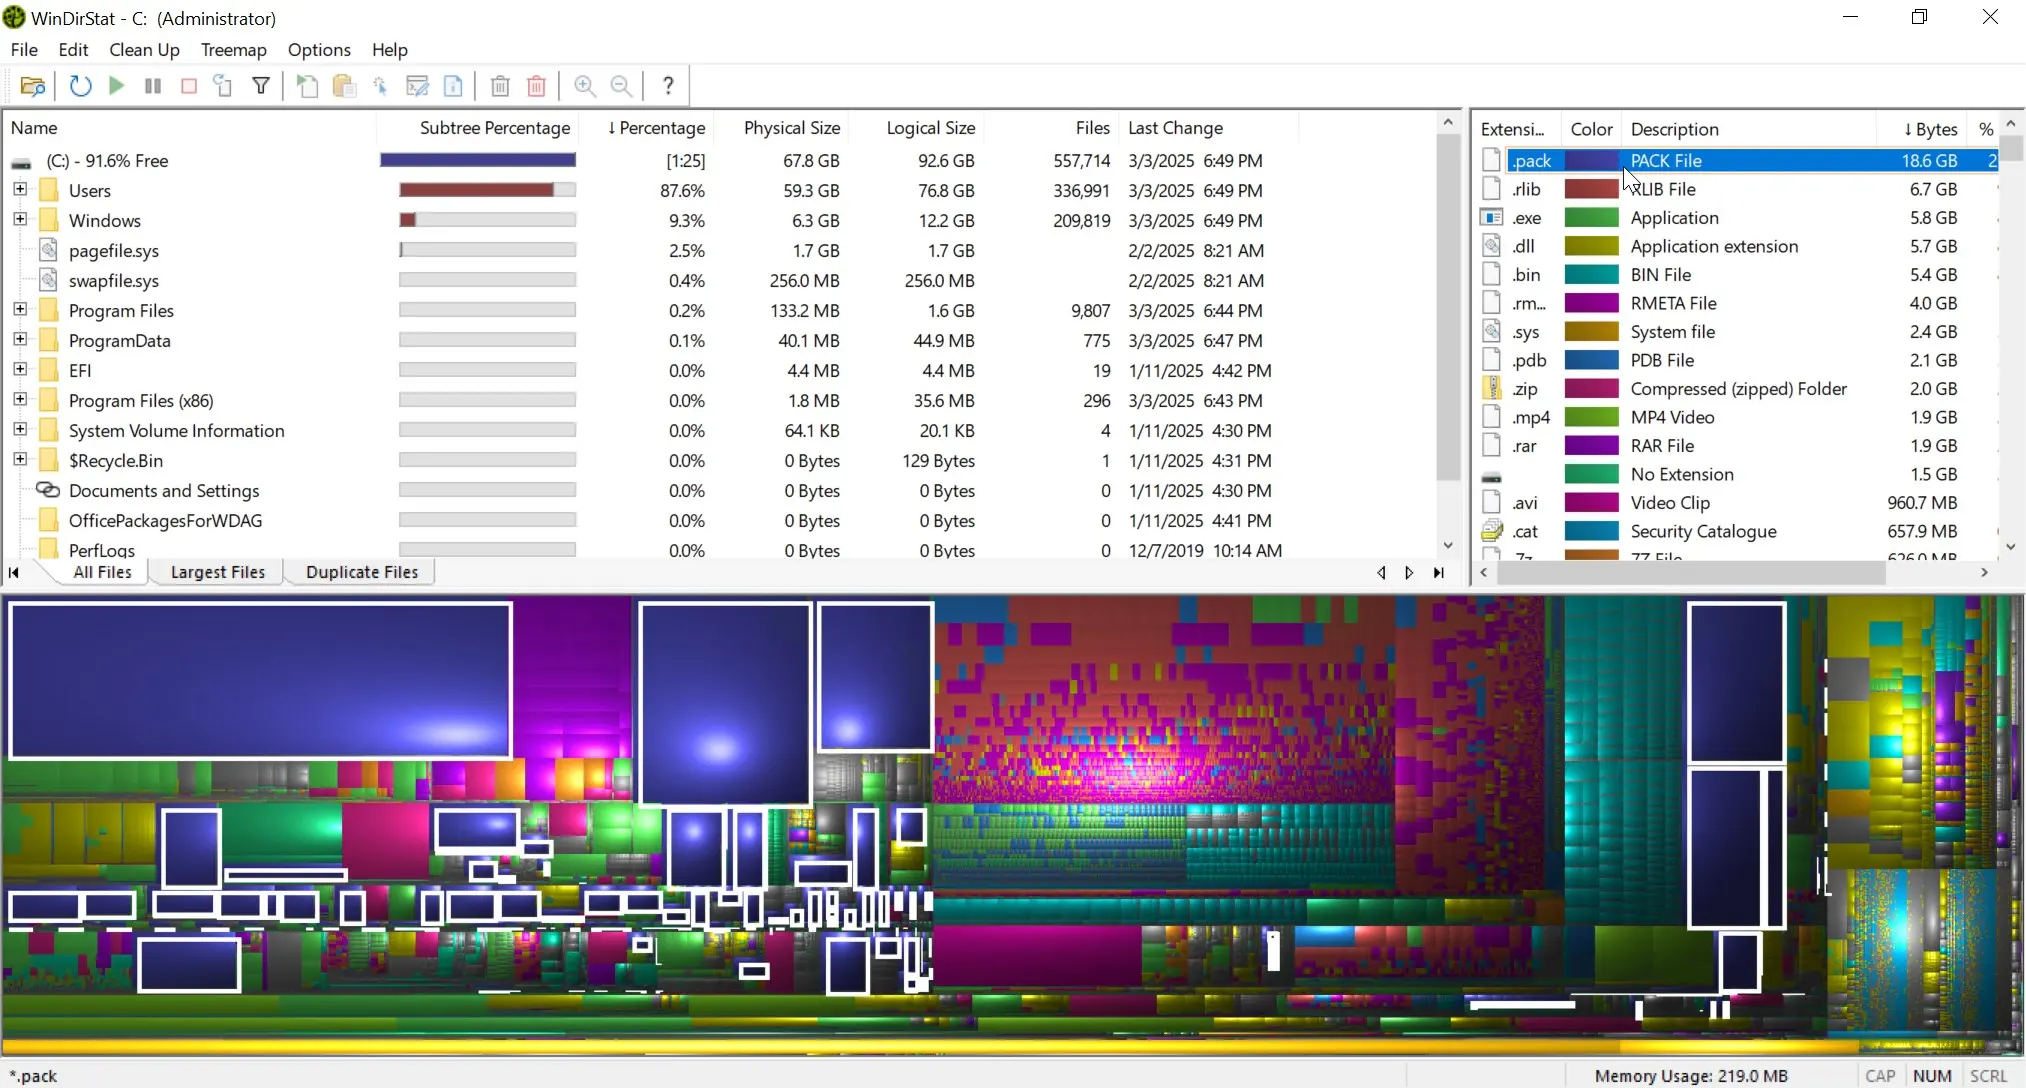 WinDirStat - C: (Administrator)
File Edit Clean Up Treemap Options Help
?
Name Subtree Percentage ↓ Percentage Physical Size Logical Size Files Last Change
(C:) - 91.6% Free [1:25] 67.8 GB 92.6 GB 557,714 3/3/2025 6:49 PM
Users 87.6% 59.3 GB 76.8 GB 336,991 3/3/2025 6:49 PM
Windows 9.3% 6.3 GB 12.2 GB 209,819 3/3/2025 6:49 PM
pagefile.sys 2.5% 1.7 GB 1.7 GB 2/2/2025 8:21 AM
swapfile.sys 0.4% 256.0 MB 256.0 MB 2/2/2025 8:21 AM
Program Files 0.2% 133.2 MB 1.6 GB 9,807 3/3/2025 6:44 PM
ProgramData 0.1% 40.1 MB 44.9 MB 775 3/3/2025 6:47 PM
EFI 0.0% 4.4 MB 4.4 MB 19 1/11/2025 4:42 PM
Program Files (x86) 0.0% 1.8 MB 35.6 MB 296 3/3/2025 6:43 PM
System Volume Information 0.0% 64.1 KB 20.1 KB 4 1/11/2025 4:30 PM
$Recycle.Bin 0.0% 0 Bytes 129 Bytes 1 1/11/2025 4:31 PM
Documents and Settings 0.0% 0 Bytes 0 Bytes 0 1/11/2025 4:30 PM
OfficePackagesForWDAG 0.0% 0 Bytes 0 Bytes 0 1/11/2025 4:41 PM
PerfLogs 0.0% 0 Bytes 0 Bytes 0 12/7/2019 10:14 AM
All Files Largest Files Duplicate Files
Extensi... Color Description ↓ Bytes %
.pack PACK File 18.6 GB 2
.rlib RLIB File 6.7 GB
.exe Application 5.8 GB
.dll Application extension 5.7 GB
.bin BIN File 5.4 GB
.rm... RMETA File 4.0 GB
.sys System file 2.4 GB
.pdb PDB File 2.1 GB
.zip Compressed (zipped) Folder 2.0 GB
.mp4 MP4 Video 1.9 GB
.rar RAR File 1.9 GB
No Extension 1.5 GB
.avi Video Clip 960.7 MB
.cat Security Catalogue 657.9 MB
.7z 7Z File 626.0 MB
*.pack Memory Usage: 219.0 MB CAP NUM SCRL